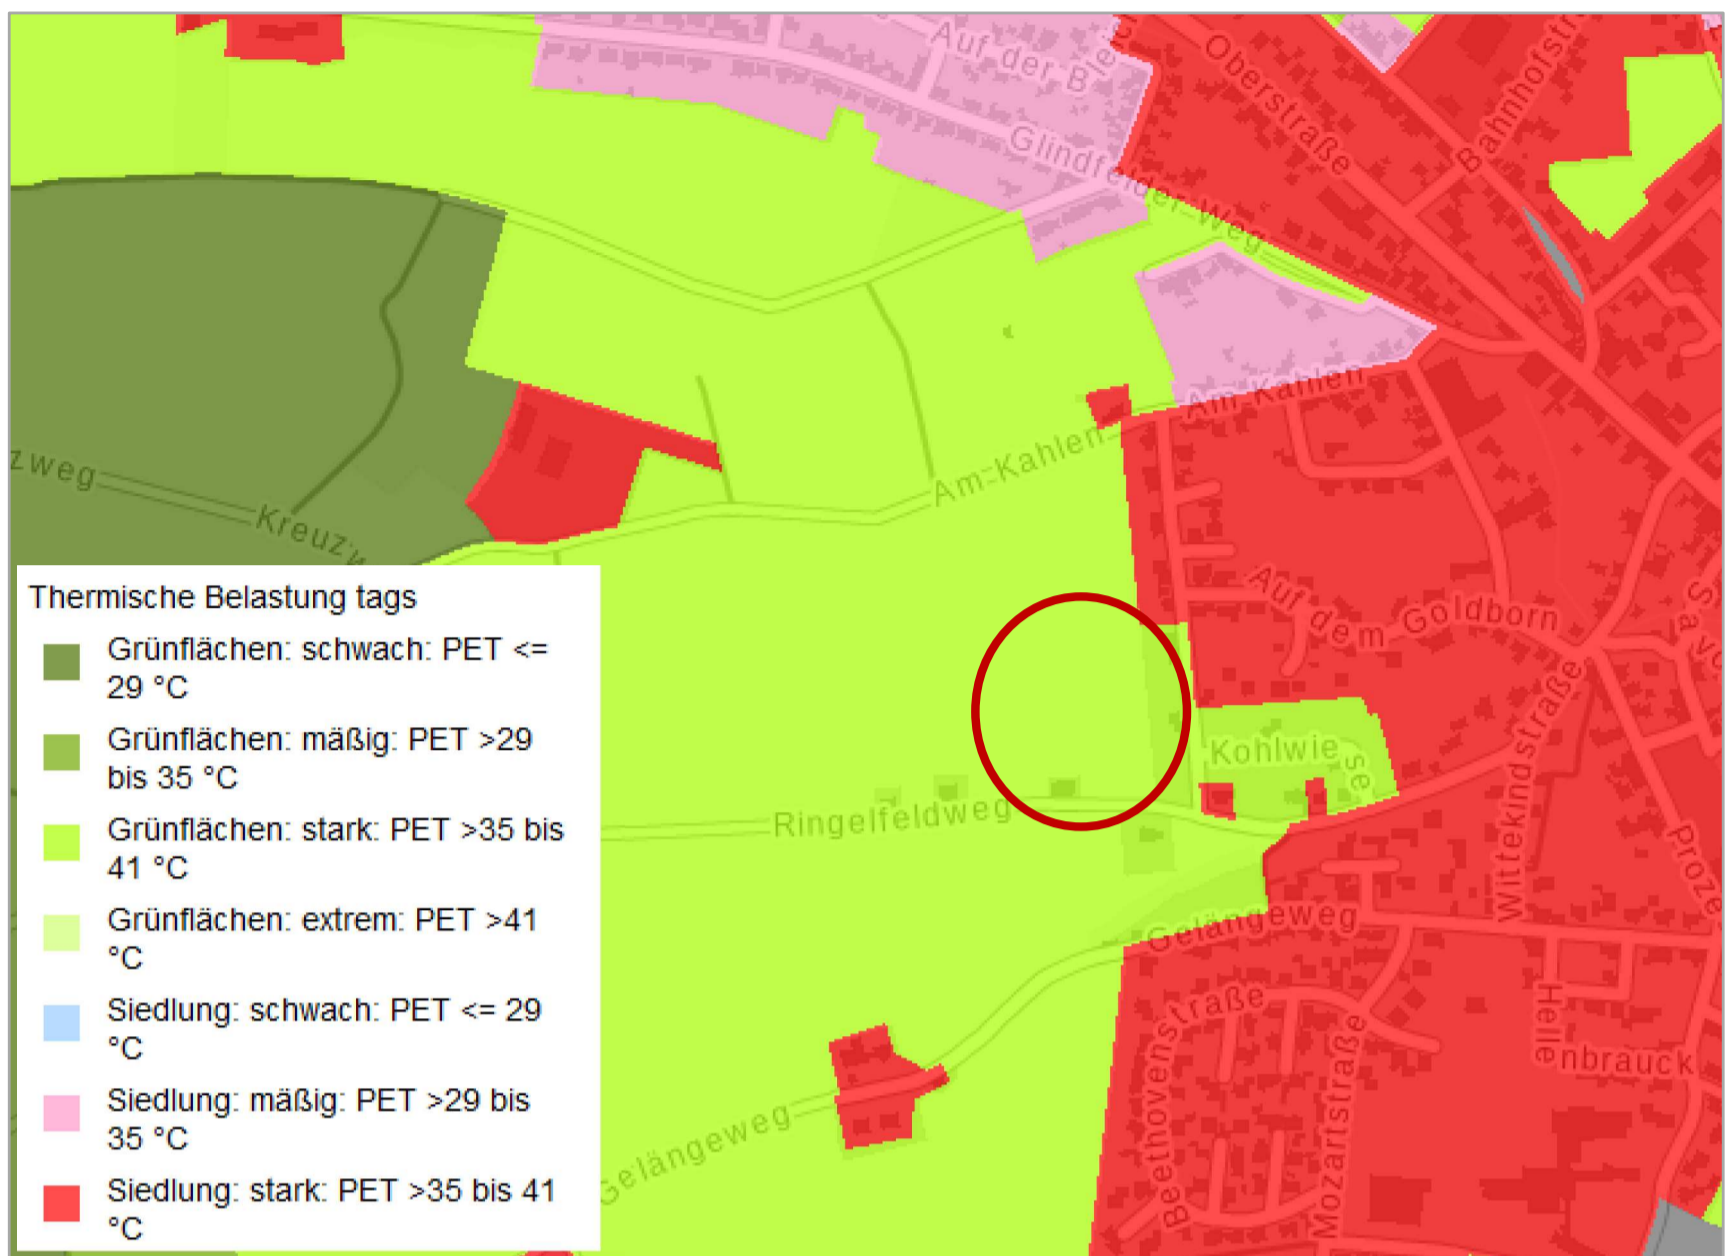 Auf der Bleic
Oberstraße
Bahnhofstr
Glindfelder-Weg
Am-Kahlen
Am-Kahlen
zweg
Kreuzw
Auf dem Goldborn
Savo
Kohlwiese
Wittekindstraße
Ringelfeldweg
Proze
Gelängeweg
Beethovenstraße
Mozartstraße
Hellenbrauck
Gelängeweg
Thermische Belastung tags
Grünflächen: schwach: PET <=
29 °C
Grünflächen: mäßig: PET >29
bis 35 °C
Grünflächen: stark: PET >35 bis
41 °C
Grünflächen: extrem: PET >41
°C
Siedlung: schwach: PET <= 29
°C
Siedlung: mäßig: PET >29 bis
35 °C
Siedlung: stark: PET >35 bis 41
°C